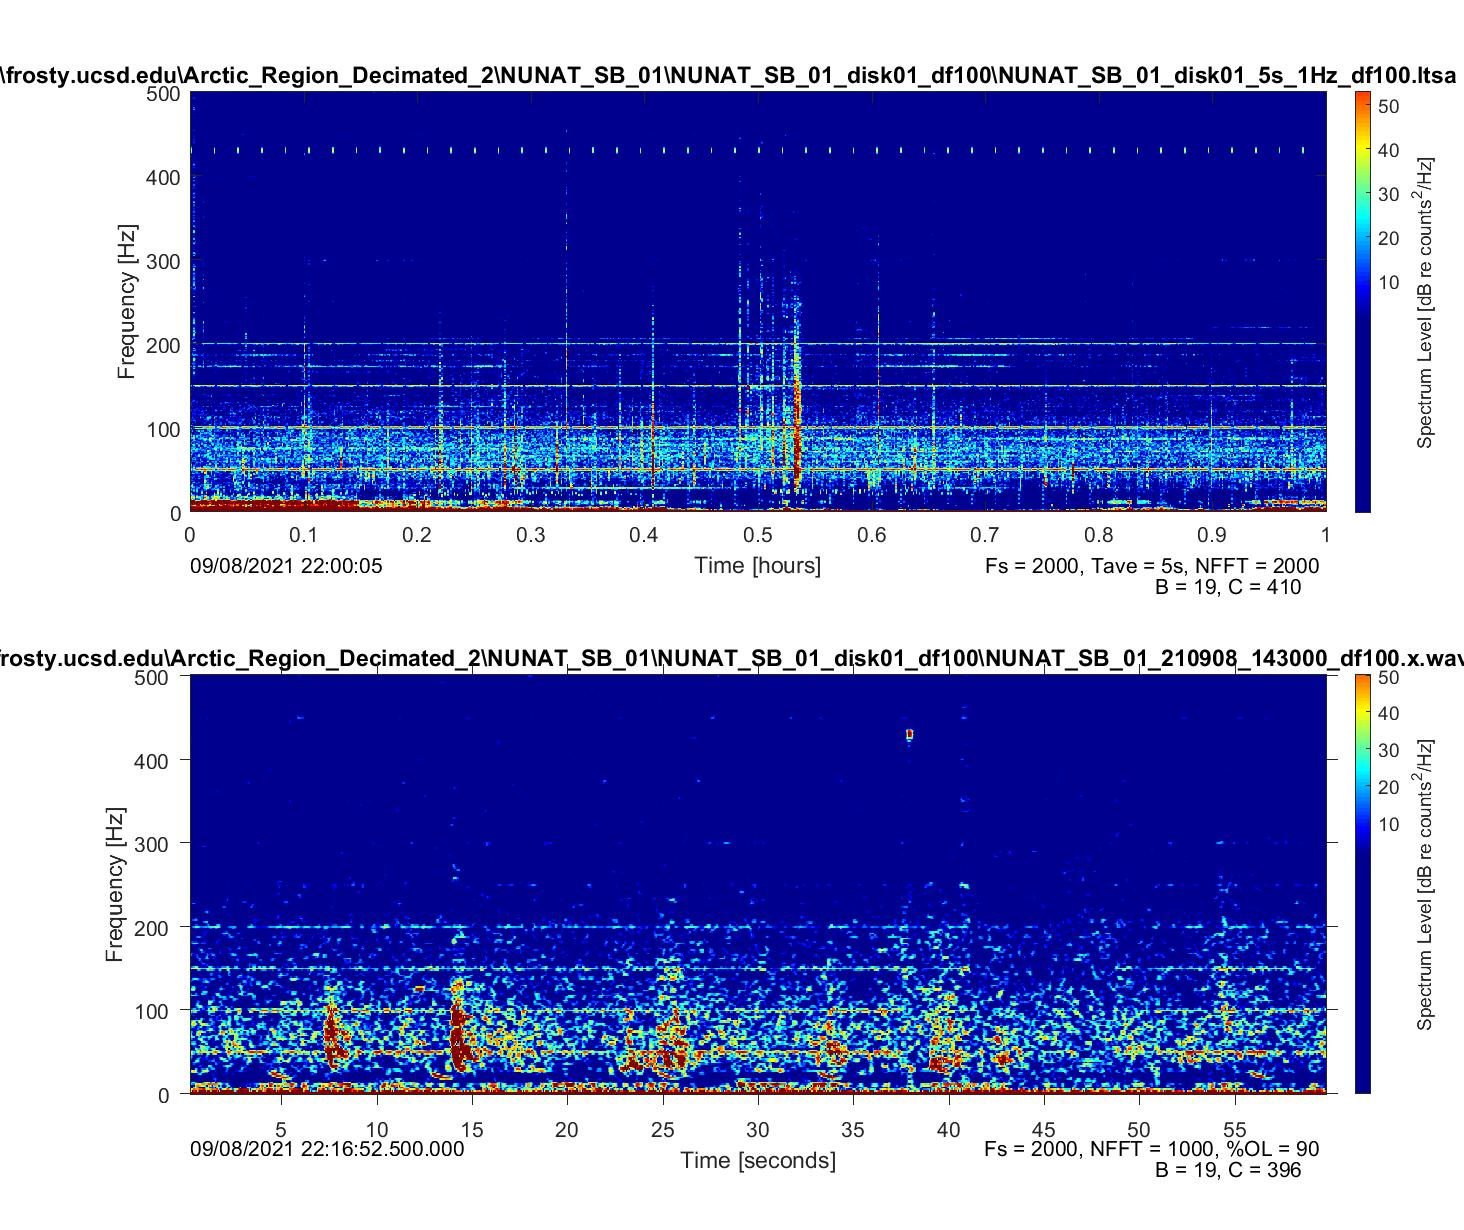 \frosty.ucsd.edu\Arctic_Region_Decimated_2\NUNAT_SB_01\NUNAT_SB_01_disk01_df100\NUNAT_SB_01_disk01_5s_1Hz_df100.ltsa
500
400
300
200
100
0
Frequency [Hz]
0 0.1 0.2 0.3 0.4 0.5 0.6 0.7 0.8 0.9 1
09/08/2021 22:00:05
Time [hours]
Fs = 2000, Tave = 5s, NFFT = 2000
B = 19, C = 410
50
40
30
20
10
Spectrum Level [dB re counts²/Hz]
frosty.ucsd.edu\Arctic_Region_Decimated_2\NUNAT_SB_01\NUNAT_SB_01_disk01_df100\NUNAT_SB_01_210908_143000_df100.x.wav
500
400
300
200
100
0
Frequency [Hz]
5 10 15 20 25 30 35 40 45 50 55
09/08/2021 22:16:52.500.000
Time [seconds]
Fs = 2000, NFFT = 1000, %OL = 90
B = 19, C = 396
50
40
30
20
10
Spectrum Level [dB re counts²/Hz]